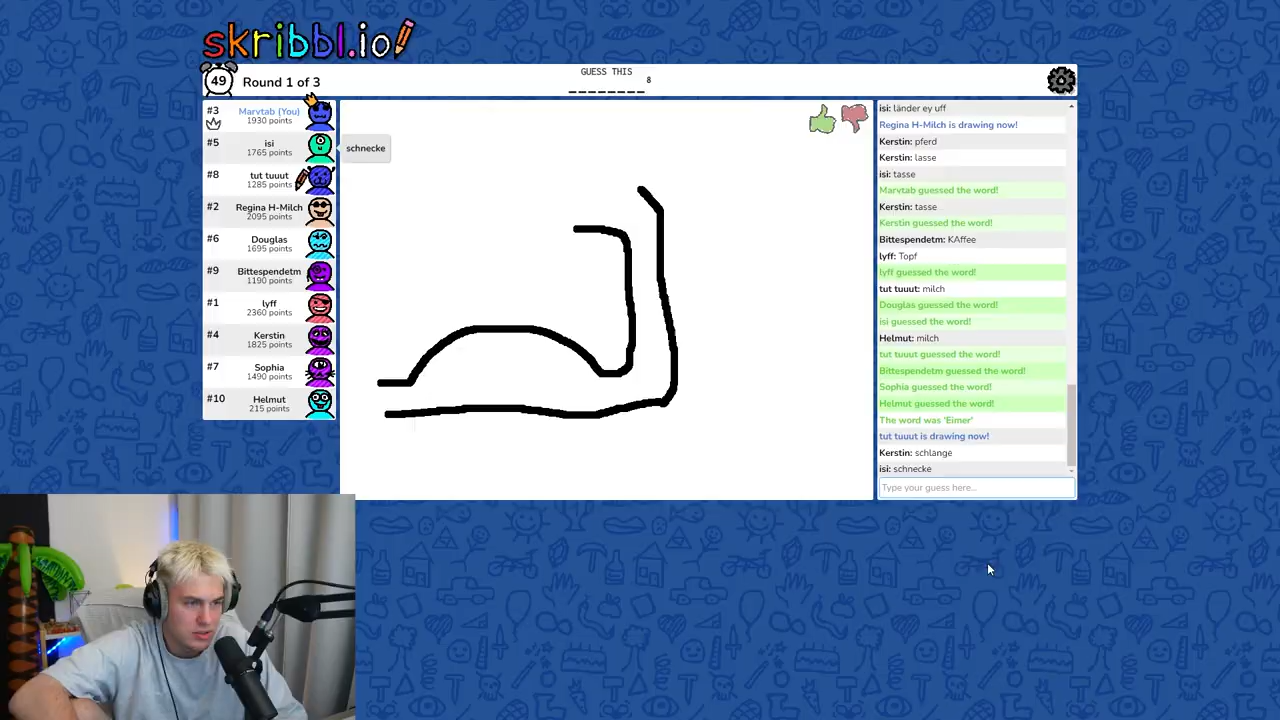 skribbl.io
49
Round 1 of 3
GUESS THIS
________ 8
#3
Marvtab (You)
1930 points
#5
isi
1765 points
#8
tut tuuut
1285 points
#2
Regina H-Milch
2095 points
#6
Douglas
1695 points
#9
Bittespendetm
1190 points
#1
lyff
2360 points
#4
Kerstin
1825 points
#7
Sophia
1490 points
#10
Helmut
215 points
schnecke
isi: länder ey uff
Regina H-Milch is drawing now!
Kerstin: pferd
Kerstin: lasse
isi: tasse
Marvtab guessed the word!
Kerstin: tasse
Kerstin guessed the word!
Bittespendetm: KAffee
lyff: Topf
lyff guessed the word!
tut tuuut: milch
Douglas guessed the word!
isi guessed the word!
Helmut: milch
tut tuuut guessed the word!
Bittespendetm guessed the word!
Sophia guessed the word!
Helmut guessed the word!
The word was 'Eimer'
tut tuuut is drawing now!
Kerstin: schlange
isi: schnecke
Type your guess here...